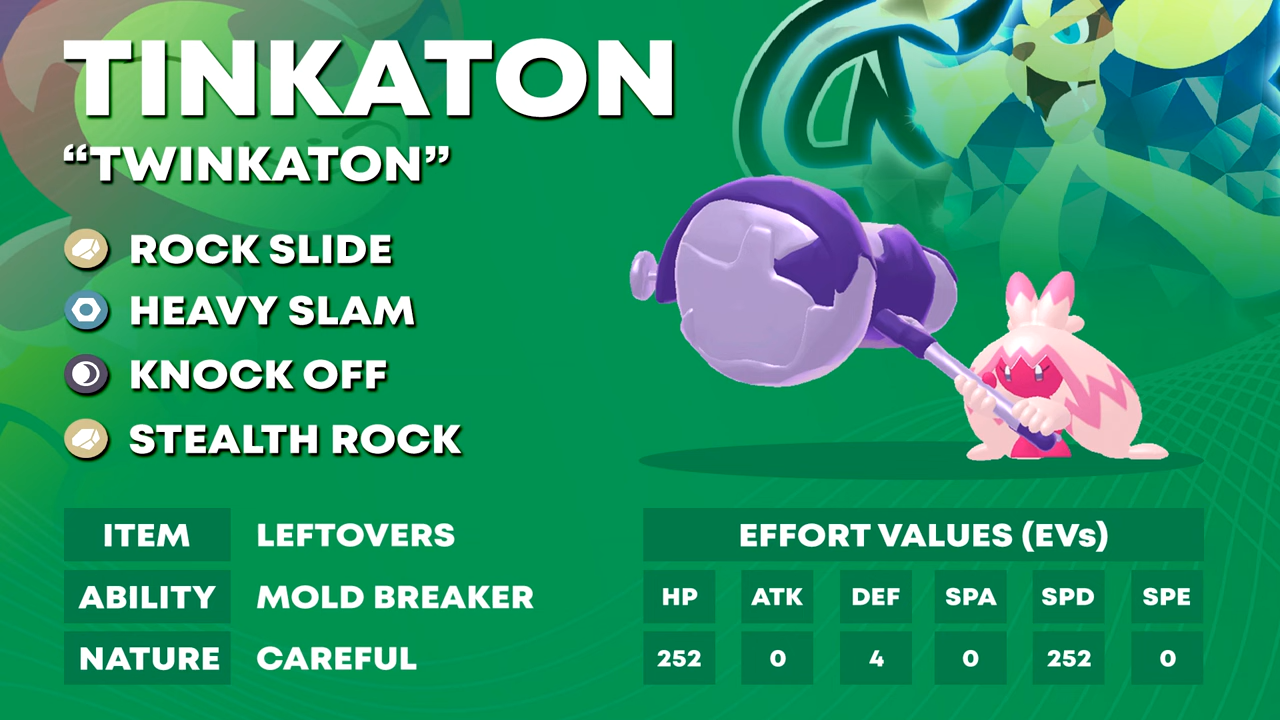 TINKATON
“TWINKATON”
ROCK SLIDE
HEAVY SLAM
KNOCK OFF
STEALTH ROCK
ITEM LEFTOVERS
ABILITY MOLD BREAKER
NATURE CAREFUL
EFFORT VALUES (EVs)
HP ATK DEF SPA SPD SPE
252 0 4 0 252 0